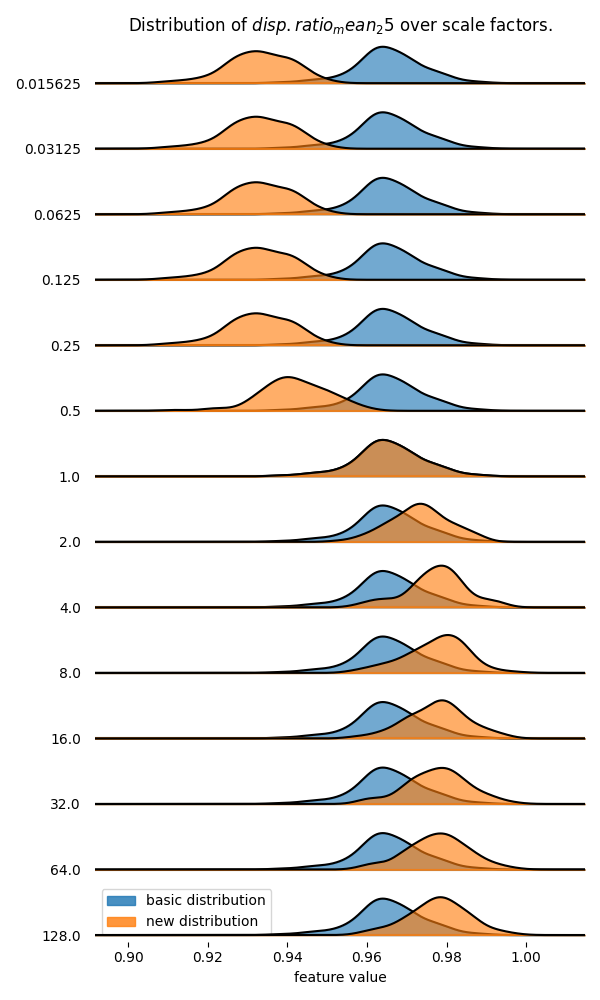 Distribution of disp.ratio_mean_25 over scale factors.
0.015625
0.03125
0.0625
0.125
0.25
0.5
1.0
2.0
4.0
8.0
16.0
32.0
64.0
128.0
basic distribution
new distribution
0.90 0.92 0.94 0.96 0.98 1.00
feature value